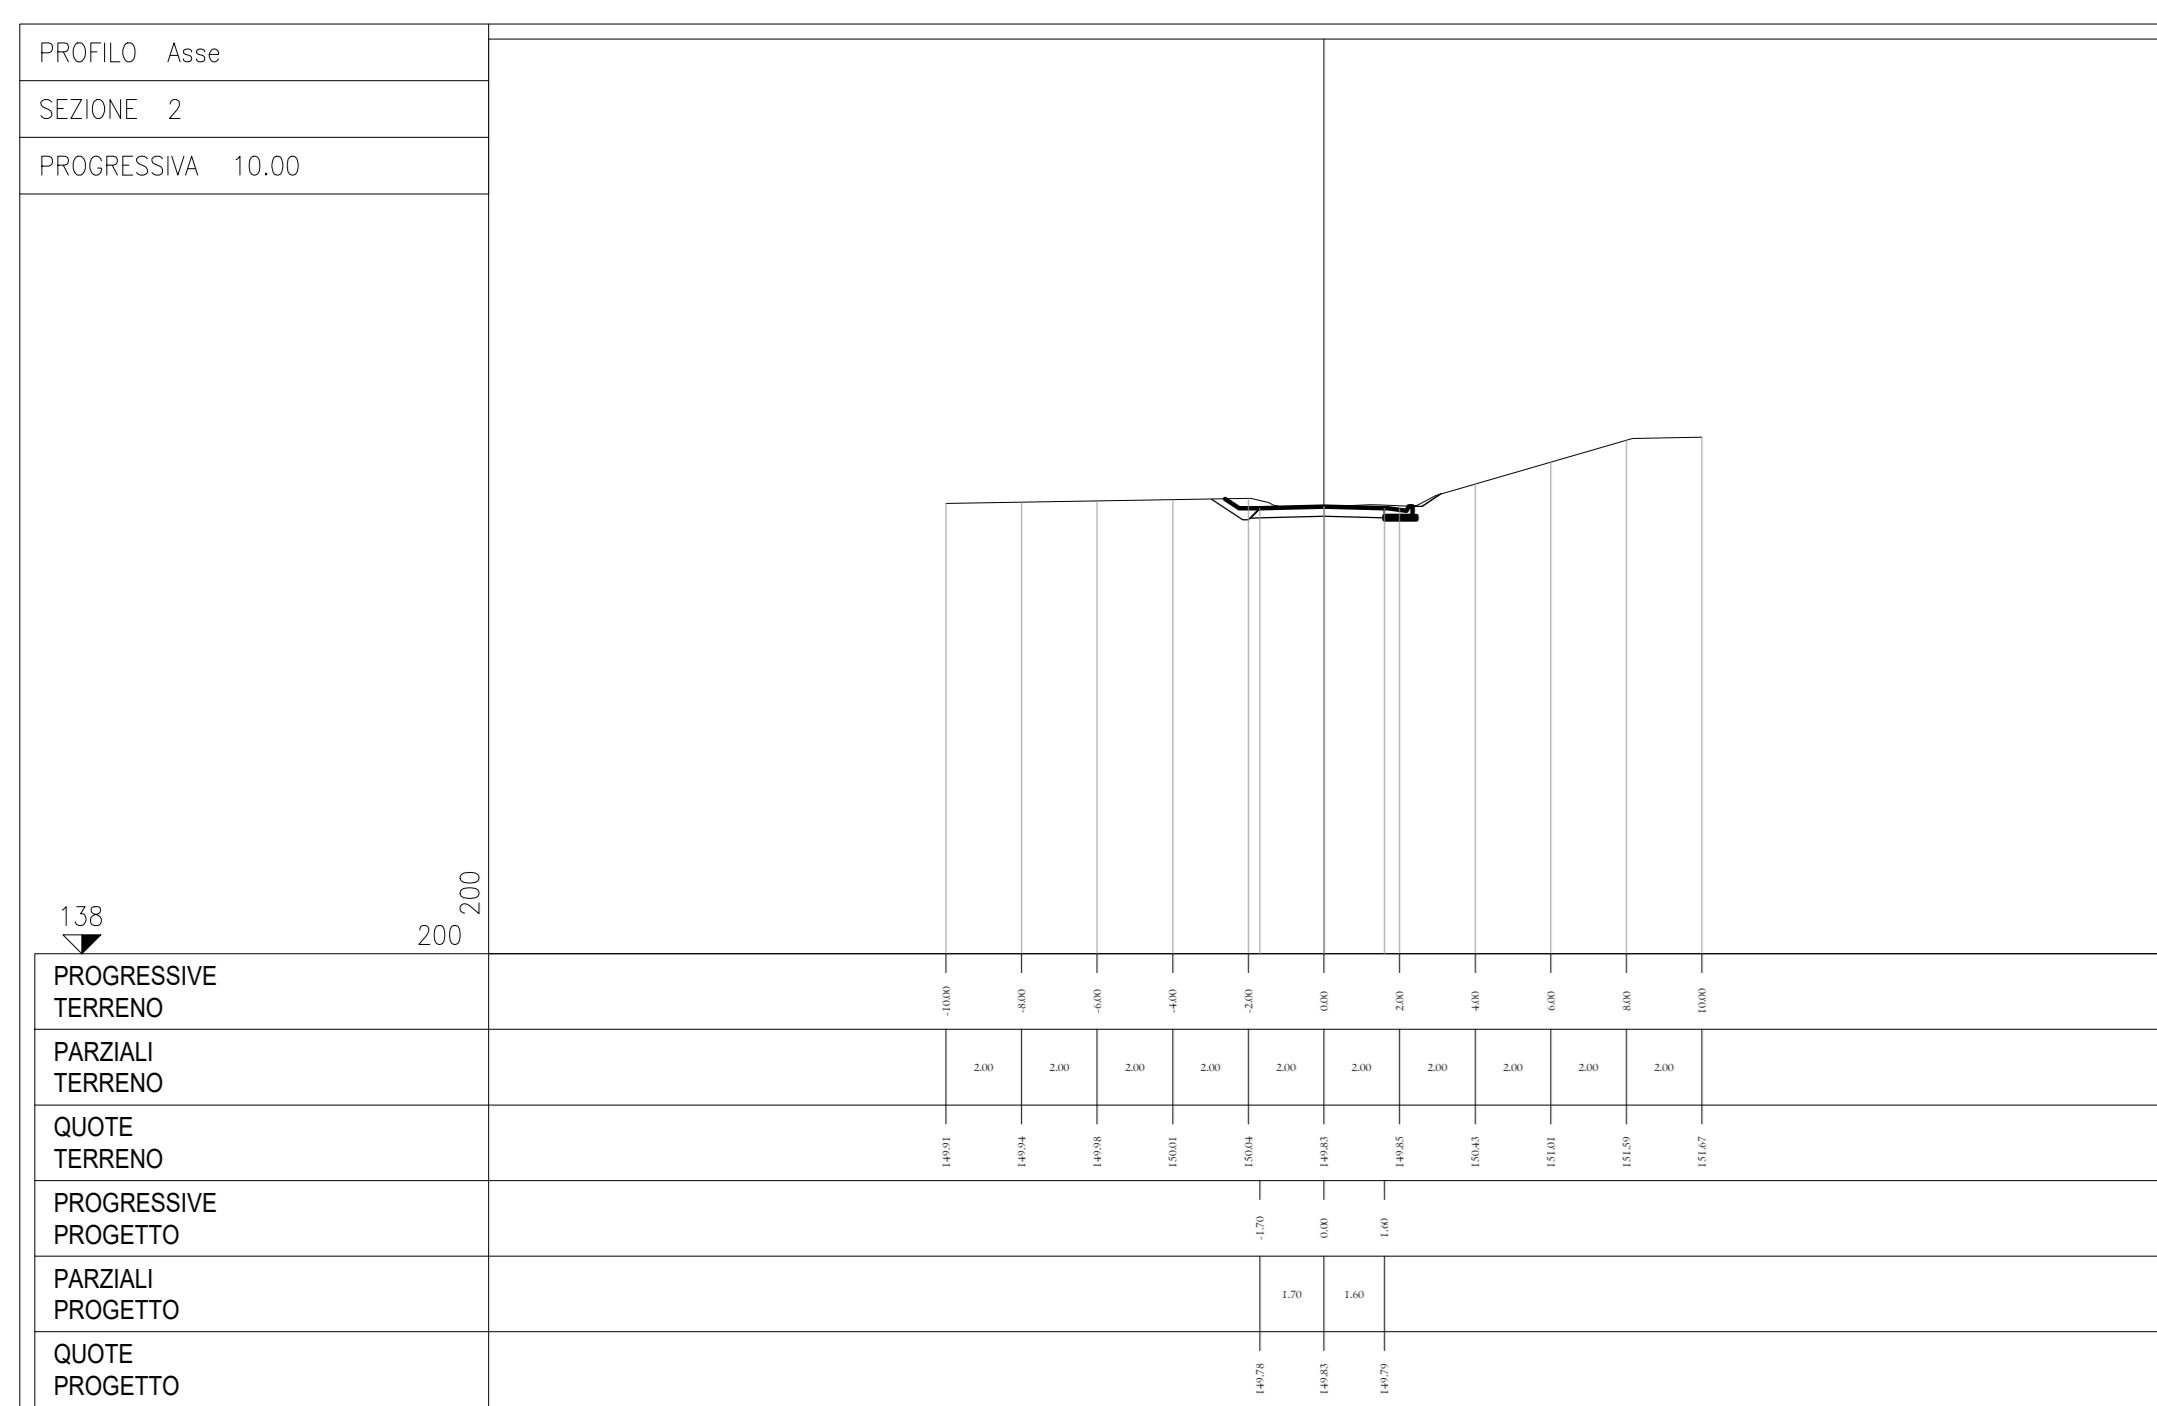 PROFILO Asse
SEZIONE 2
PROGRESSIVA 10.00
200
138
200
PROGRESSIVE
TERRENO
-10.00 -8.00 -6.00 -4.00 -2.00 0.00 2.00 4.00 6.00 8.00 10.00
PARZIALI
TERRENO
2.00 2.00 2.00 2.00 2.00 2.00 2.00 2.00 2.00 2.00
QUOTE
TERRENO
149.91 149.94 149.98 150.01 150.04 149.83 149.85 150.43 151.01 151.59 151.67
PROGRESSIVE
PROGETTO
-1.70 0.00 1.60
PARZIALI
PROGETTO
1.70 1.60
QUOTE
PROGETTO
149.78 149.83 149.79